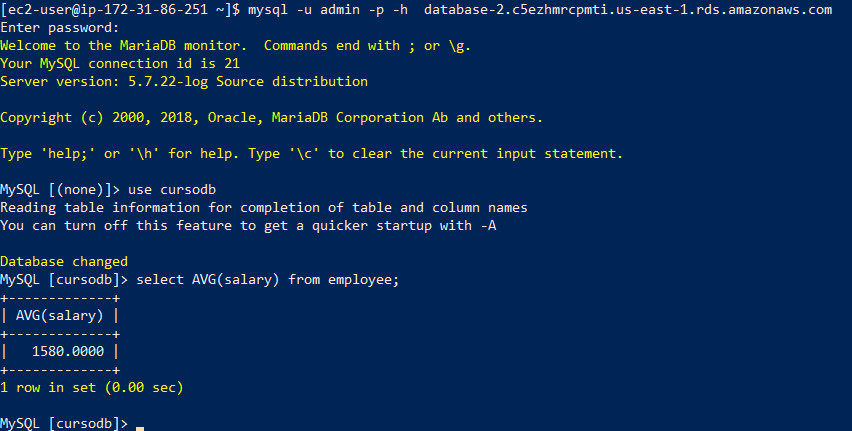 [ec2-user@ip-172-31-86-251 ~]$ mysql -u admin -p -h  database-2.c5ezhmrcpmti.us-east-1.rds.amazonaws.com
Enter password:
Welcome to the MariaDB monitor.  Commands end with ; or \g.
Your MySQL connection id is 21
Server version: 5.7.22-log Source distribution

Copyright (c) 2000, 2018, Oracle, MariaDB Corporation Ab and others.

Type 'help;' or '\h' for help. Type '\c' to clear the current input statement.

MySQL [(none)]> use cursodb
Reading table information for completion of table and column names
You can turn off this feature to get a quicker startup with -A

Database changed
MySQL [cursodb]> select AVG(salary) from employee;
+-------------+
| AVG(salary) |
+-------------+
|   1580.0000 |
+-------------+
1 row in set (0.00 sec)

MySQL [cursodb]>